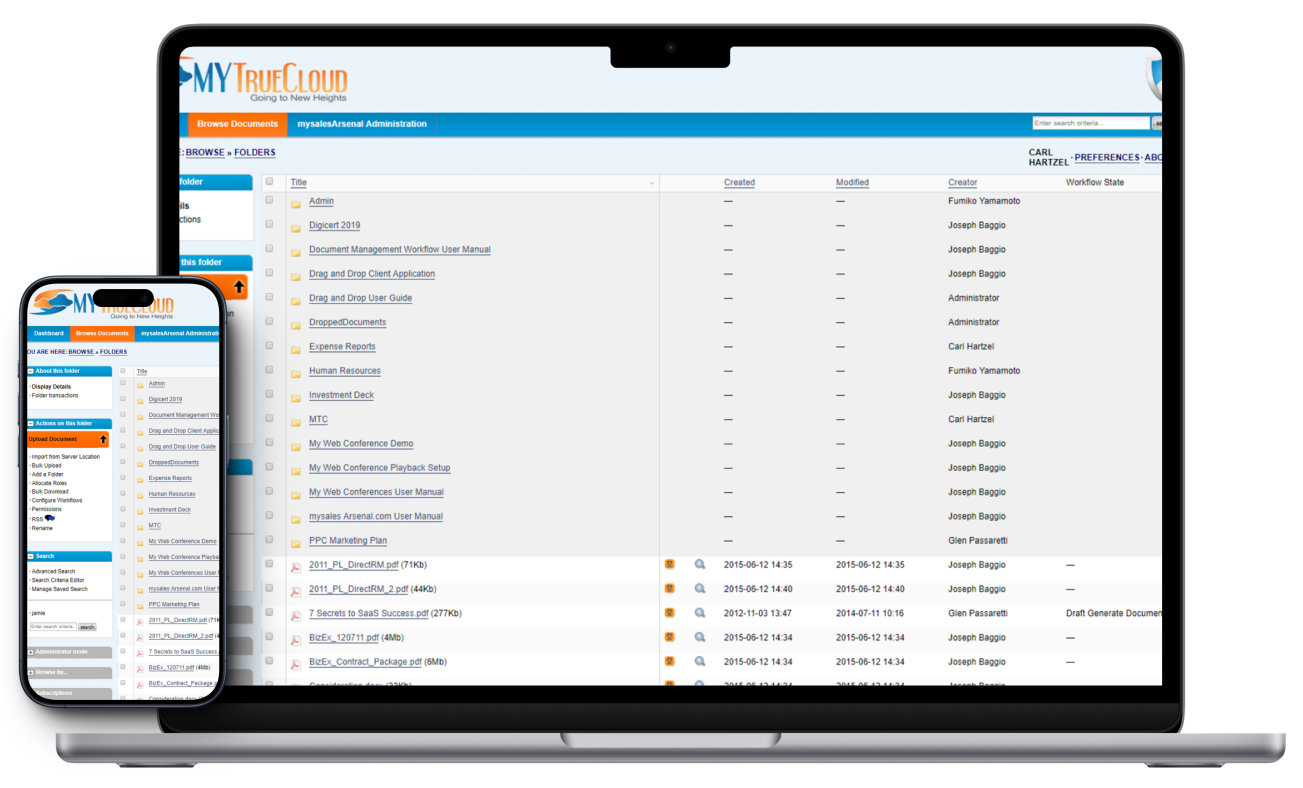 MYTRUECLOUD
Going to New Heights
Browse Documents mysalesArsenal Administration Enter search criteria...
: BROWSE » FOLDERS CARL HARTZEL · PREFERENCES · ABO
folder Title Created Modified Creator Workflow State
ils Admin — — Fumiko Yamamoto
ctions Digicert 2019 — — Joseph Baggio
Document Management Workflow User Manual — — Joseph Baggio
this folder Drag and Drop Client Application — — Joseph Baggio
Drag and Drop User Guide — — Administrator
DroppedDocuments — — Administrator
Expense Reports — — Carl Hartzel
Human Resources — — Fumiko Yamamoto
Investment Deck — — Joseph Baggio
MTC — — Carl Hartzel
My Web Conference Demo — — Joseph Baggio
My Web Conference Playback Setup — — Joseph Baggio
My Web Conferences User Manual — — Joseph Baggio
mysales Arsenal.com User Manual — — Joseph Baggio
PPC Marketing Plan — — Glen Passaretti
2011_PL_DirectRM.pdf (71Kb) 2015-06-12 14:35 2015-06-12 14:35 Joseph Baggio —
2011_PL_DirectRM_2.pdf (44Kb) 2015-06-12 14:40 2015-06-12 14:40 Joseph Baggio —
7 Secrets to SaaS Success.pdf (277Kb) 2012-11-03 13:47 2014-07-11 10:16 Glen Passaretti Draft Generate Documen
BizEx_120711.pdf (4Mb) 2015-06-12 14:34 2015-06-12 14:34 Joseph Baggio —
BizEx_Contract_Package.pdf (6Mb) 2015-06-12 14:34 2015-06-12 14:34 Joseph Baggio —
MYTRUECLOUD
Going to New Heights
Dashboard Browse Documents mysalesArsenal Administrati
OU ARE HERE: BROWSE » FOLDERS
About this folder Title
Display Details Admin
Folder transactions Digicert 2019
Document Management Wo
Actions on this folder Drag and Drop Client Applic
Upload Document Drag and Drop User Guide
Import from Server Location DroppedDocuments
Bulk Upload
Add a Folder Expense Reports
Allocate Roles
Bulk Download Human Resources
Configure Workflows
Permissions Investment Deck
RSS
Rename MTC
My Web Conference Demo
Search My Web Conference Playba
Advanced Search My Web Conferences User
Search Criteria Editor
Manage Saved Search mysales Arsenal.com User
PPC Marketing Plan
jamie 2011_PL_DirectRM.pdf (71
Enter search criteria... search 2011_PL_DirectRM_2.pdf (4
Administrator mode 7 Secrets to SaaS Success.
Browse by... BizEx_120711.pdf (4Mb)
Subscriptions BizEx_Contract_Package.